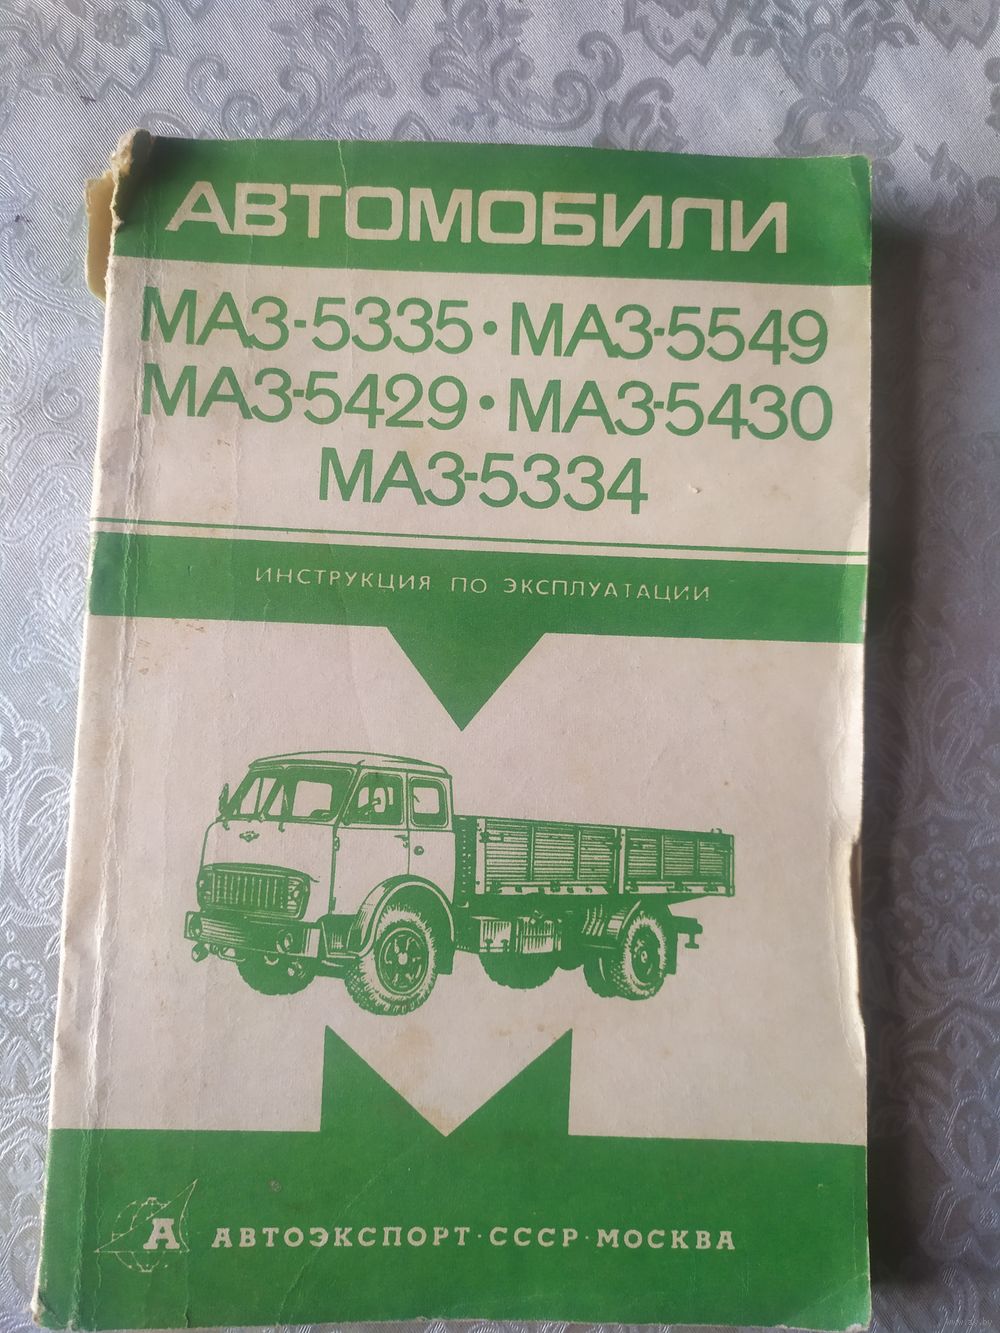 АВТОМОБИЛИ
МАЗ-5335·МАЗ-5549
МАЗ-5429·МАЗ-5430
МАЗ-5334
ИНСТРУКЦИЯ ПО ЭКСПЛУАТАЦИИ
А АВТОЭКСПОРТ·СССР·МОСКВА